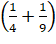 (1/4 + 1/9)